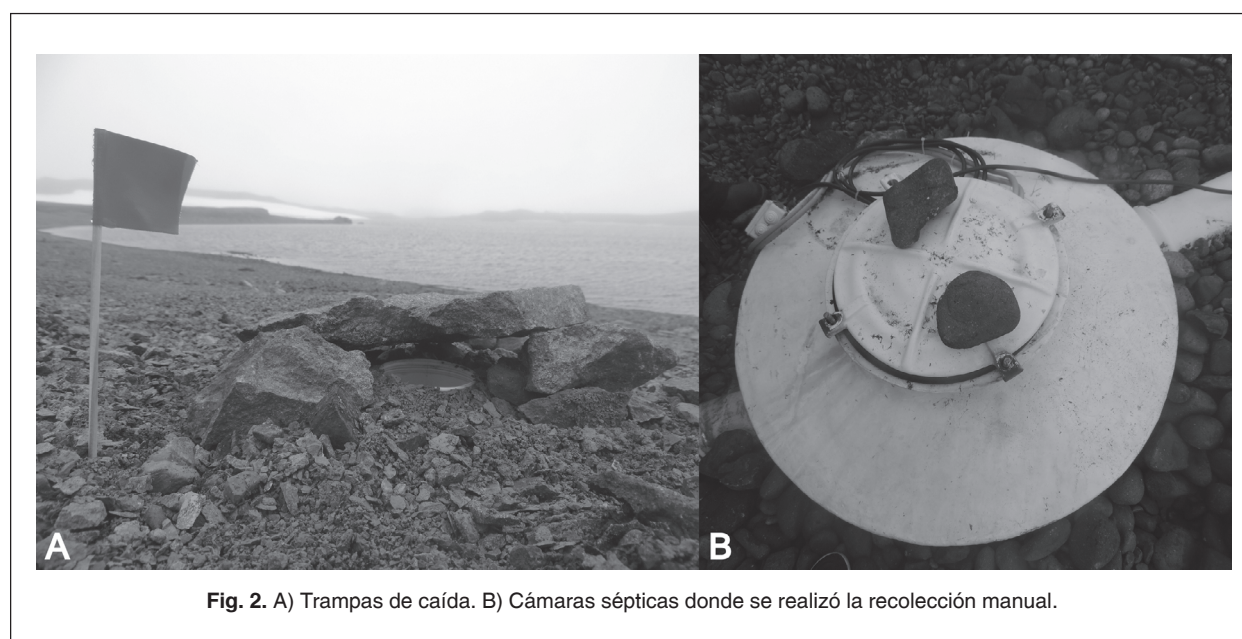 A
B
Fig. 2. A) Trampas de caída. B) Cámaras sépticas donde se realizó la recolección manual.